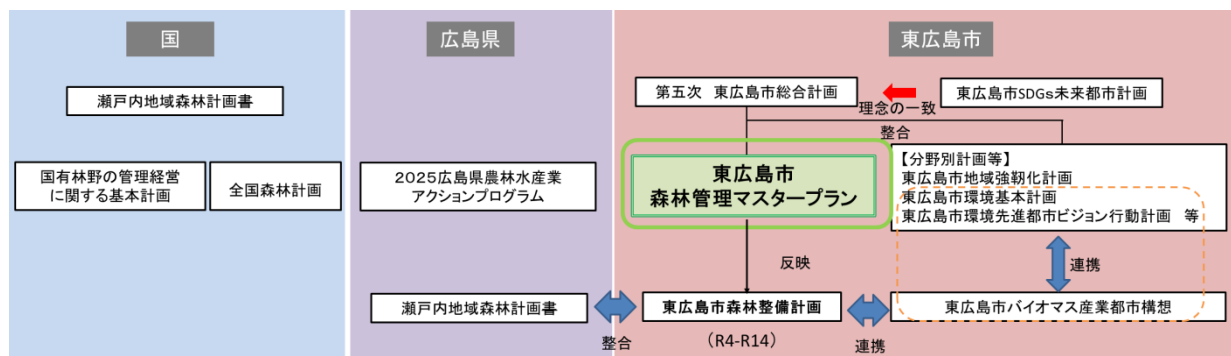 国
瀬戸内地域森林計画書
国有林野の管理経営
に関する基本計画
全国森林計画
広島県
2025広島県農林水産業
アクションプログラム
瀬戸内地域森林計画書
整合
東広島市
第五次 東広島市総合計画
東広島市SDGs未来都市計画
理念の一致
整合
東広島市
森林管理マスタープラン
【分野別計画等】
東広島市地域強靭化計画
東広島市環境基本計画
東広島市環境先進都市ビジョン行動計画 等
反映
連携
東広島市森林整備計画
(R4-R14)
連携
東広島市バイオマス産業都市構想